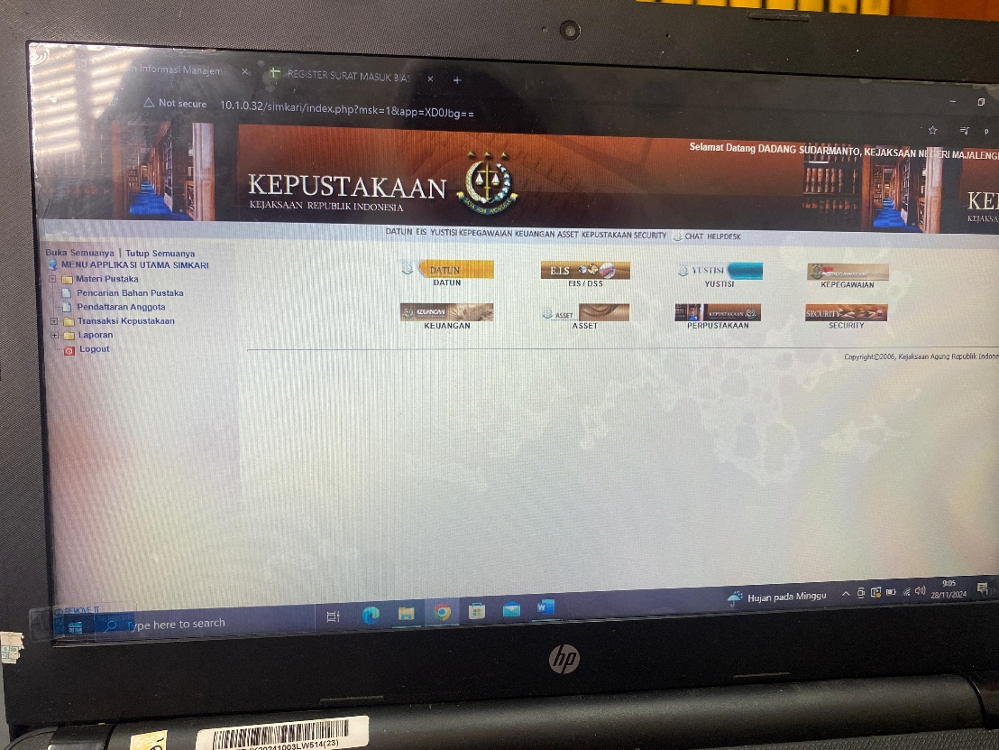 Informasi Manajem
REGISTER SURAT MASUK BIA
Not secure 10.1.0.32/simkari/index.php?msk=1&app=XD0Jbg==
Selamat Datang DADANG SUDARMANTO, KEJAKSAAN NEGERI MAJALENG
KEPUSTAKAAN
KEJAKSAAN REPUBLIK INDONESIA
KE
KEJAKSA
DATUN EIS YUSTISI KEPEGAWAIAN KEUANGAN ASSET KEPUSTAKAAN SECURITY CHAT HELPDESK
Buka Semuanya | Tutup Semuanya
MENU APPLIKASI UTAMA SIMKARI
Materi Pustaka
Pencarian Bahan Pustaka
Pendaftaran Anggota
Transaksi Kepustakaan
Laporan
Logout
DATUN E.I.S YUSTISI KEPEGAWAIAN
DATUN EIS / DSS YUSTISI KEPEGAWAIAN
KEUANGAN ASSET KEPUSTAKAAN SECURITY
KEUANGAN ASSET PERPUSTAKAAN SECURITY
Copyright©2006, Kejaksaan Agung Republik Indone
REMOVE IT
Type here to search
Hujan pada Minggu
9:05
28/11/2024
hp
20241003LW514(23)